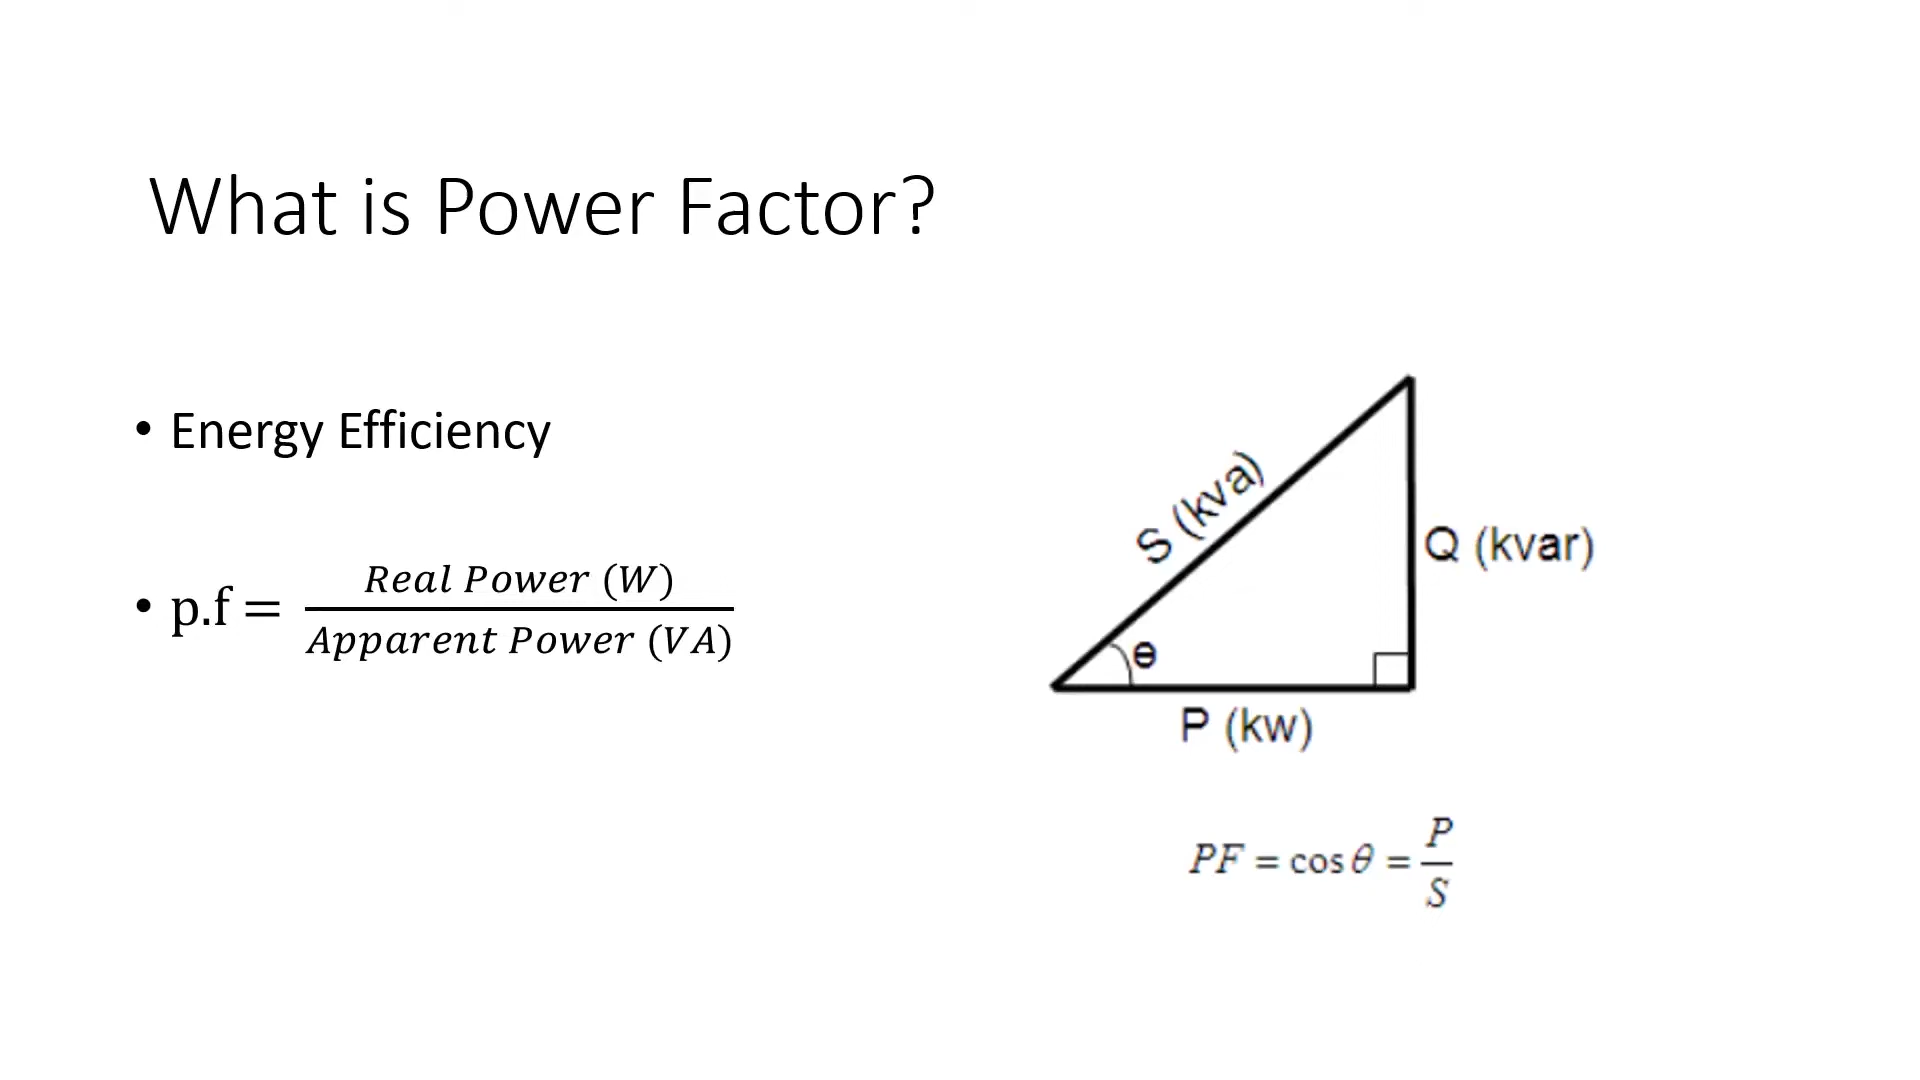 What is Power Factor?
• Energy Efficiency
• p.f = Real Power (W) / Apparent Power (VA)
S (kva)
Q (kvar)
ө
P (kw)
PF = cos θ = P / S